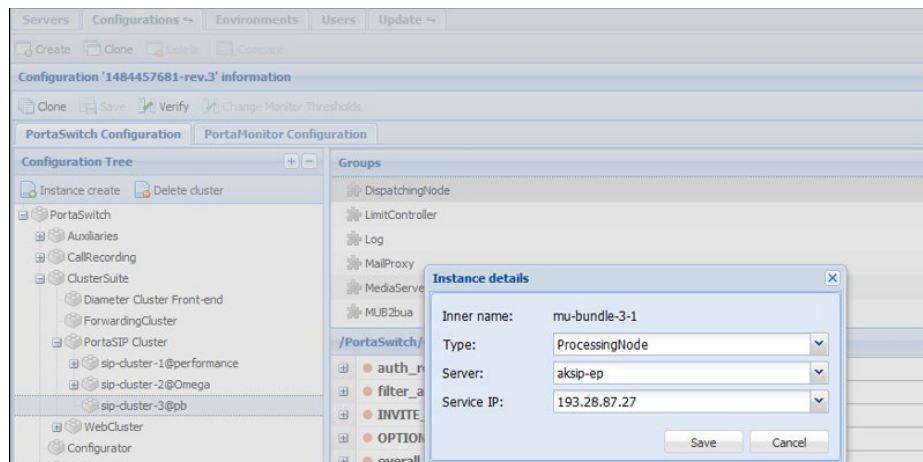 Servers Configurations Environments Users Update
Create Clone Delete Compare
Configuration '1484457681-rev.3' information
Clone Save Verify Change Monitor Thresholds
PortaSwitch Configuration PortaMonitor Configuration
Configuration Tree Groups
Instance create Delete cluster
DispatchingNode
PortaSwitch
LimitController
Auxiliaries
Log
CallRecording
MailProxy
ClusterSuite
Instance details
Diameter Cluster Front-end
MediaServe
Inner name: mu-bundle-3-1
ForwardingCluster
MUB2bua
Type: ProcessingNode
PortaSIP Cluster
/PortaSwitch/
Server: aksip-ep
sip-cluster-1@performance
auth_r
sip-cluster-2@Omega
filter_a
Service IP: 193.28.87.27
sip-cluster-3@pb
INVITE_
WebCluster
OPTION
Save Cancel
Configurator
overall